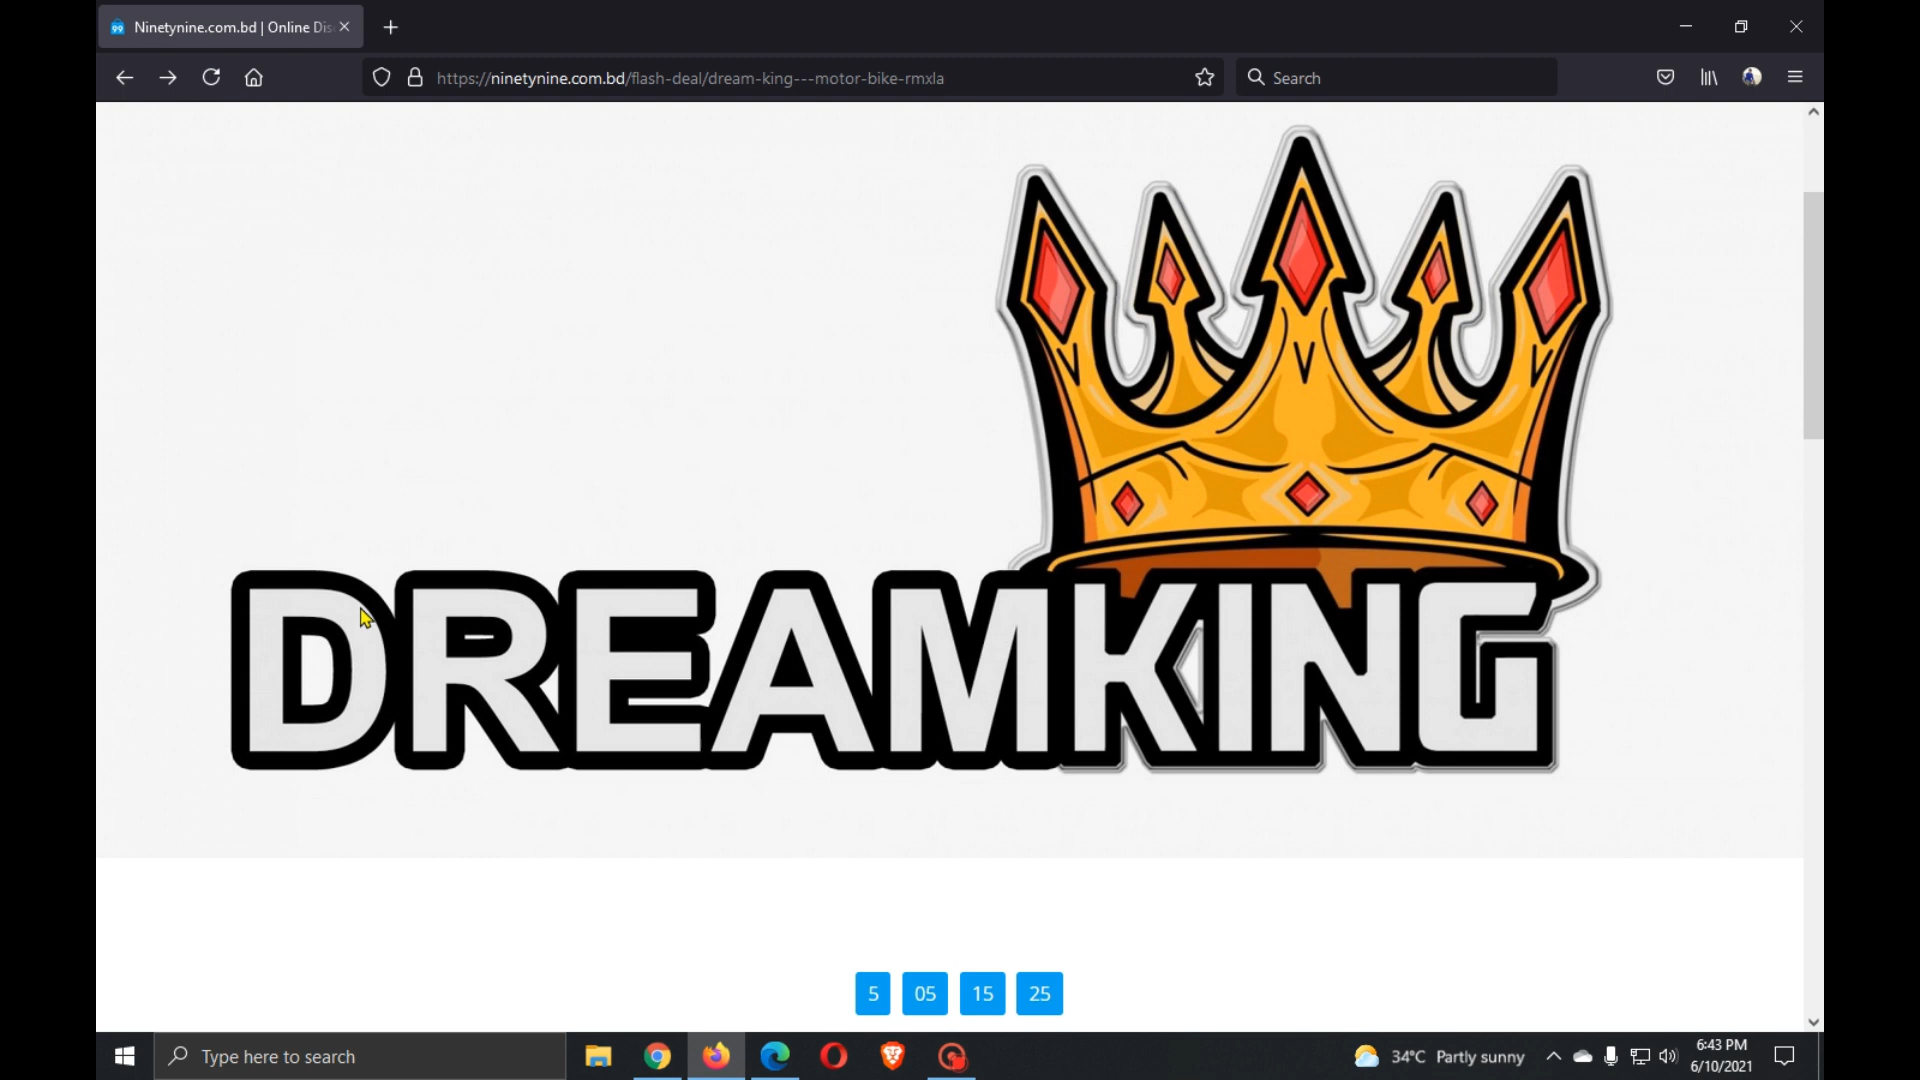 Ninetynine.com.bd | Online Dis
https://ninetynine.com.bd/flash-deal/dream-king---motor-bike-rmxla
Search
DREAMKING
5 05 15 25
Type here to search
34°C Partly sunny
6:43 PM
6/10/2021